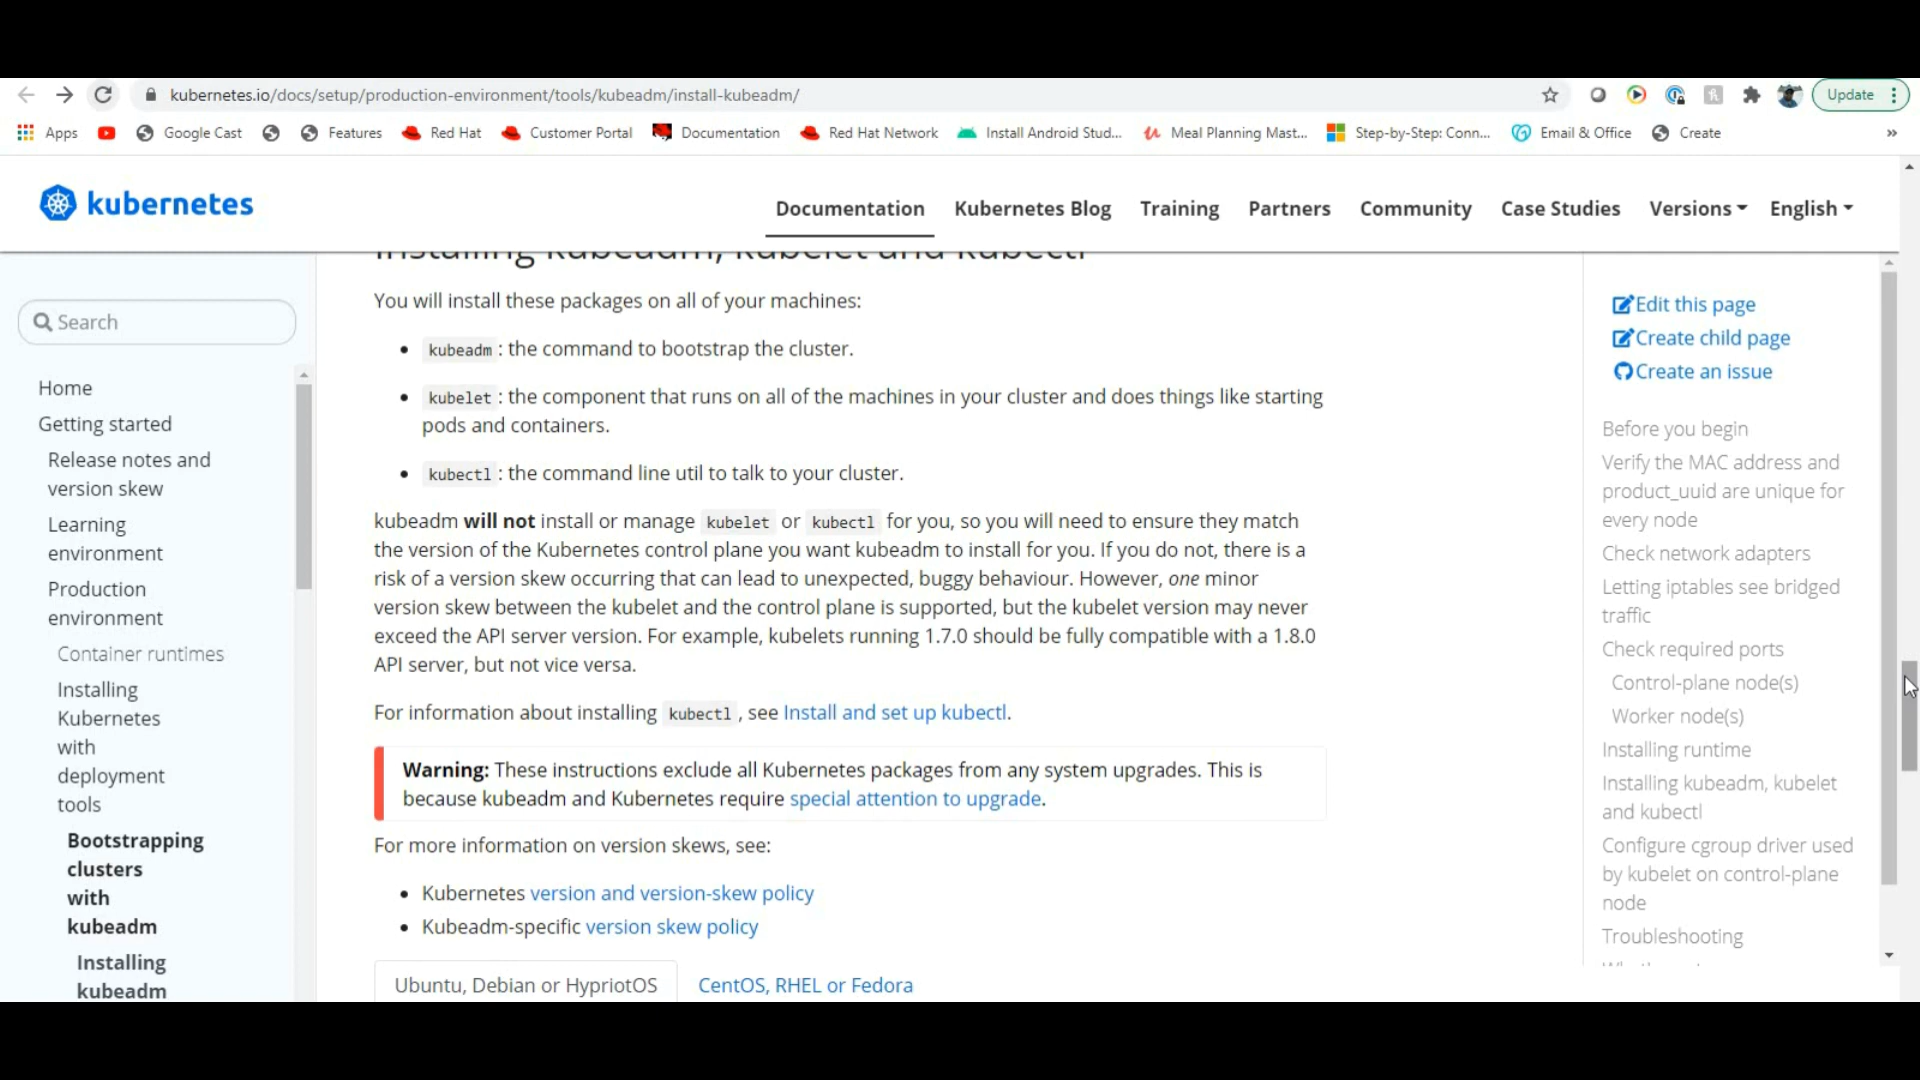 kubernetes.io/docs/setup/production-environment/tools/kubeadm/install-kubeadm/
Update
Apps
Google Cast
Features
Red Hat
Customer Portal
Documentation
Red Hat Network
Install Android Stud...
Meal Planning Mast...
Step-by-Step: Conn...
Email & Office
Create
»
kubernetes
Documentation
Kubernetes Blog
Training
Partners
Community
Case Studies
Versions
English
Search
Home
Getting started
Release notes and
version skew
Learning
environment
Production
environment
Container runtimes
Installing
Kubernetes
with
deployment
tools
Bootstrapping
clusters
with
kubeadm
Installing
kubeadm
Installing kubeadm, kubelet and kubectl
You will install these packages on all of your machines:
• kubeadm : the command to bootstrap the cluster.
• kubelet : the component that runs on all of the machines in your cluster and does things like starting
pods and containers.
• kubectl : the command line util to talk to your cluster.
kubeadm will not install or manage kubelet or kubectl for you, so you will need to ensure they match
the version of the Kubernetes control plane you want kubeadm to install for you. If you do not, there is a
risk of a version skew occurring that can lead to unexpected, buggy behaviour. However, one minor
version skew between the kubelet and the control plane is supported, but the kubelet version may never
exceed the API server version. For example, kubelets running 1.7.0 should be fully compatible with a 1.8.0
API server, but not vice versa.
For information about installing kubectl , see Install and set up kubectl.
Warning: These instructions exclude all Kubernetes packages from any system upgrades. This is
because kubeadm and Kubernetes require special attention to upgrade.
For more information on version skews, see:
• Kubernetes version and version-skew policy
• Kubeadm-specific version skew policy
Ubuntu, Debian or HypriotOS
CentOS, RHEL or Fedora
Edit this page
Create child page
Create an issue
Before you begin
Verify the MAC address and
product_uuid are unique for
every node
Check network adapters
Letting iptables see bridged
traffic
Check required ports
Control-plane node(s)
Worker node(s)
Installing runtime
Installing kubeadm, kubelet
and kubectl
Configure cgroup driver used
by kubelet on control-plane
node
Troubleshooting